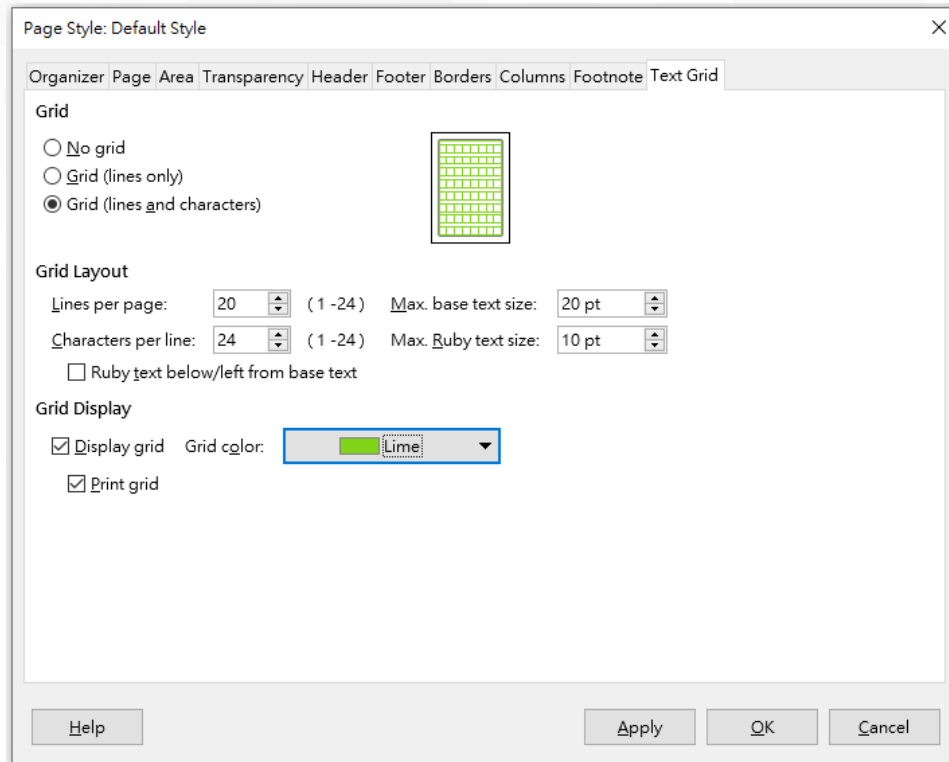 Page Style: Default Style
Organizer Page Area Transparency Header Footer Borders Columns Footnote Text Grid
Grid
No grid
Grid (lines only)
Grid (lines and characters)
Grid Layout
Lines per page: 20 ( 1 -24 ) Max. base text size: 20 pt
Characters per line: 24 ( 1 -24 ) Max. Ruby text size: 10 pt
Ruby text below/left from base text
Grid Display
Display grid Grid color: Lime
Print grid
Help Apply OK Cancel